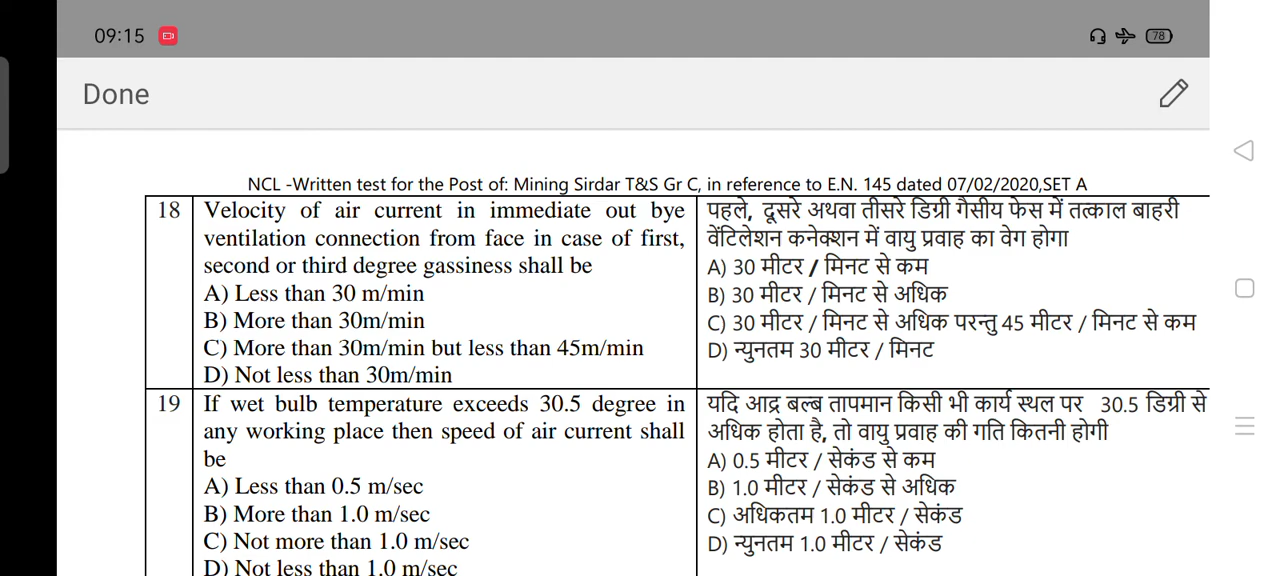 09:15
78
Done
NCL -Written test for the Post of: Mining Sirdar T&S Gr C, in reference to E.N. 145 dated 07/02/2020,SET A
18
Velocity of air current in immediate out bye
ventilation connection from face in case of first,
second or third degree gassiness shall be
A) Less than 30 m/min
B) More than 30m/min
C) More than 30m/min but less than 45m/min
D) Not less than 30m/min
पहले, दूसरे अथवा तीसरे डिग्री गैसीय फेस में तत्काल बाहरी
वेंटिलेशन कनेक्शन में वायु प्रवाह का वेग होगा
A) 30 मीटर / मिनट से कम
B) 30 मीटर / मिनट से अधिक
C) 30 मीटर / मिनट से अधिक परन्तु 45 मीटर / मिनट से कम
D) न्युनतम 30 मीटर / मिनट
19
If wet bulb temperature exceeds 30.5 degree in
any working place then speed of air current shall
be
A) Less than 0.5 m/sec
B) More than 1.0 m/sec
C) Not more than 1.0 m/sec
D) Not less than 1.0 m/sec
यदि आद्र बल्ब तापमान किसी भी कार्य स्थल पर 30.5 डिग्री से
अधिक होता है, तो वायु प्रवाह की गति कितनी होगी
A) 0.5 मीटर / सेकंड से कम
B) 1.0 मीटर / सेकंड से अधिक
C) अधिकतम 1.0 मीटर / सेकंड
D) न्युनतम 1.0 मीटर / सेकंड